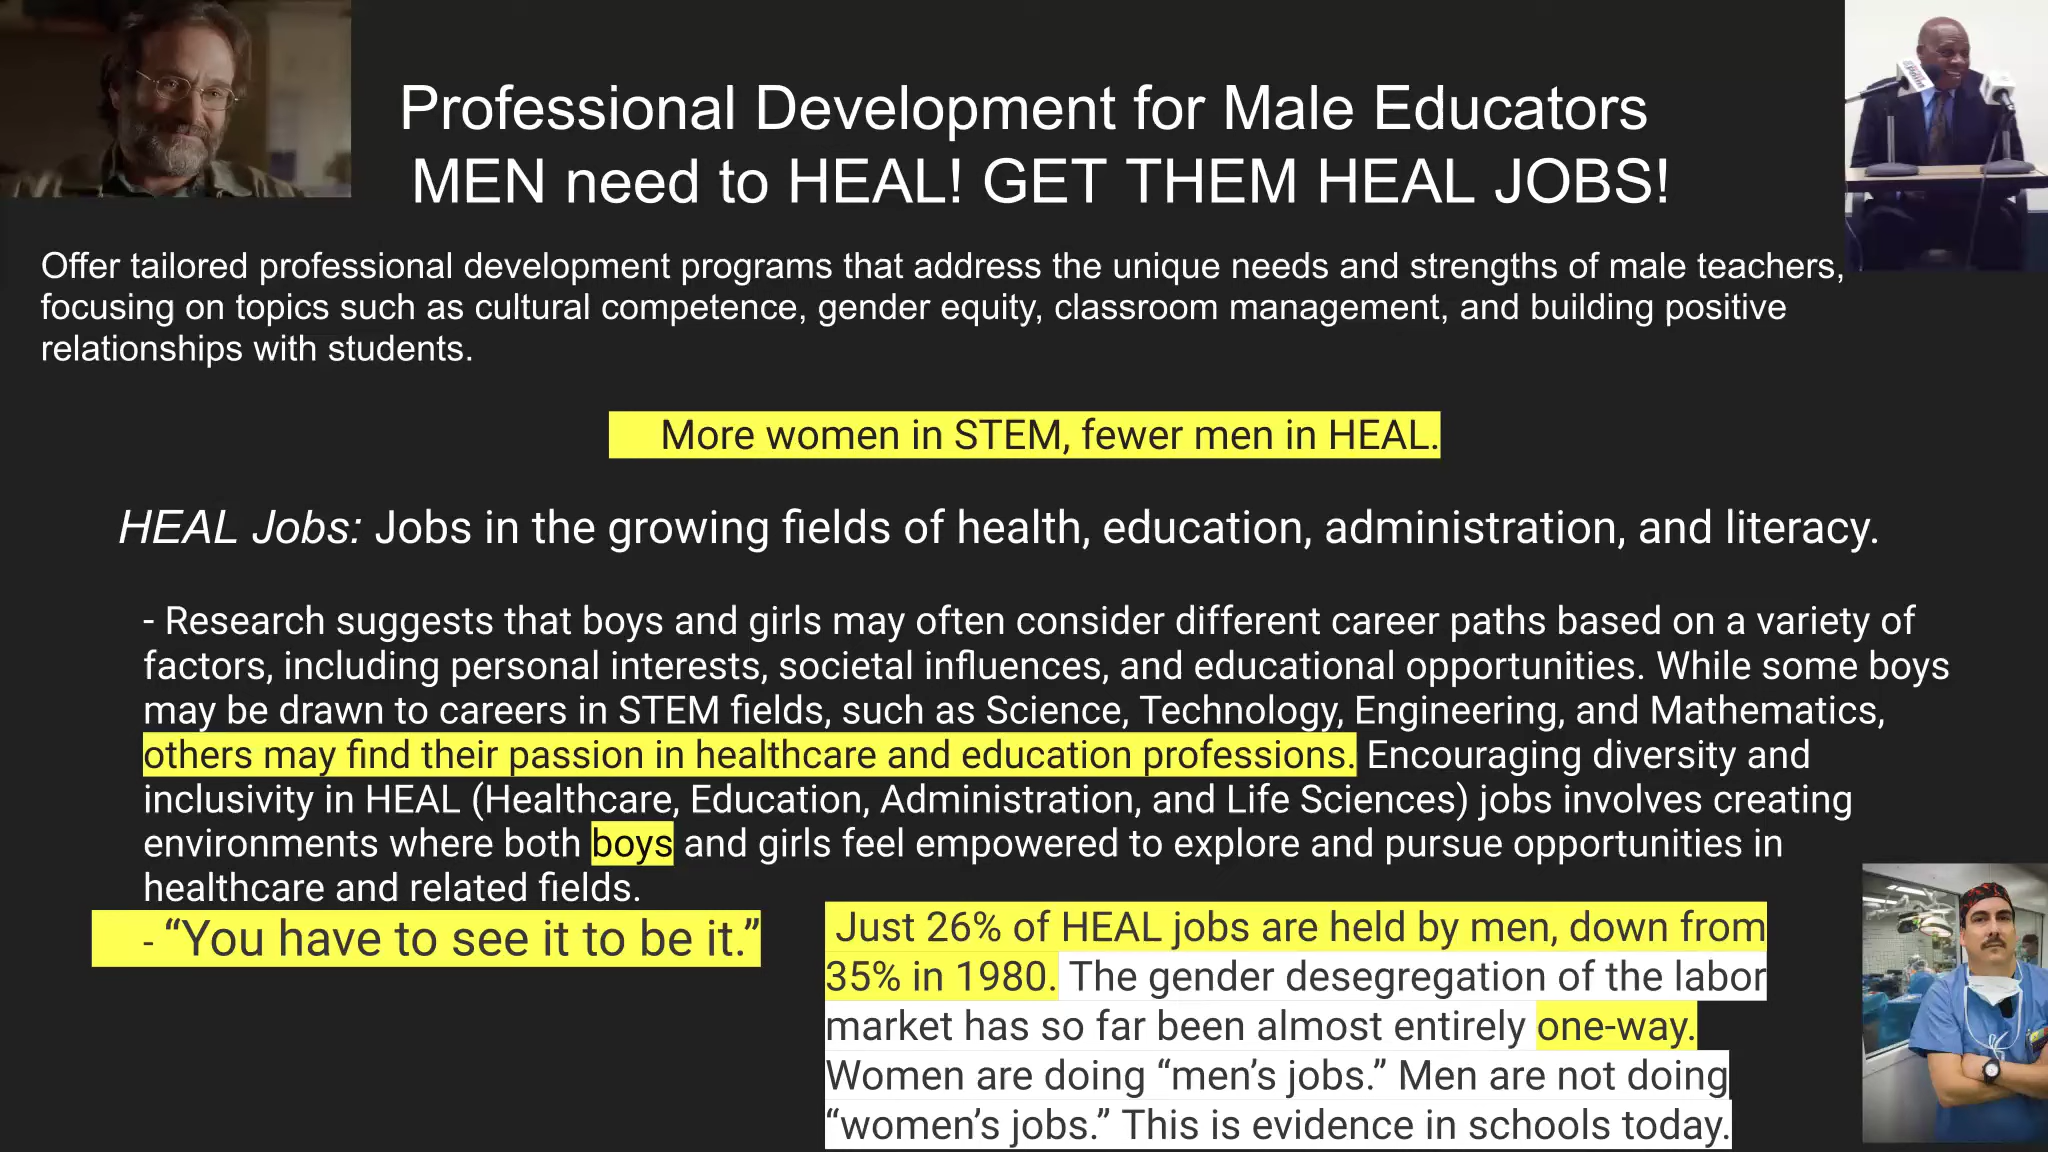 Professional Development for Male Educators
MEN need to HEAL! GET THEM HEAL JOBS!
Offer tailored professional development programs that address the unique needs and strengths of male teachers,
focusing on topics such as cultural competence, gender equity, classroom management, and building positive
relationships with students.
More women in STEM, fewer men in HEAL.
HEAL Jobs: Jobs in the growing fields of health, education, administration, and literacy.
- Research suggests that boys and girls may often consider different career paths based on a variety of
factors, including personal interests, societal influences, and educational opportunities. While some boys
may be drawn to careers in STEM fields, such as Science, Technology, Engineering, and Mathematics,
others may find their passion in healthcare and education professions. Encouraging diversity and
inclusivity in HEAL (Healthcare, Education, Administration, and Life Sciences) jobs involves creating
environments where both boys and girls feel empowered to explore and pursue opportunities in
healthcare and related fields.
- “You have to see it to be it.”
Just 26% of HEAL jobs are held by men, down from
35% in 1980. The gender desegregation of the labor
market has so far been almost entirely one-way.
Women are doing “men’s jobs.” Men are not doing
“women’s jobs.” This is evidence in schools today.